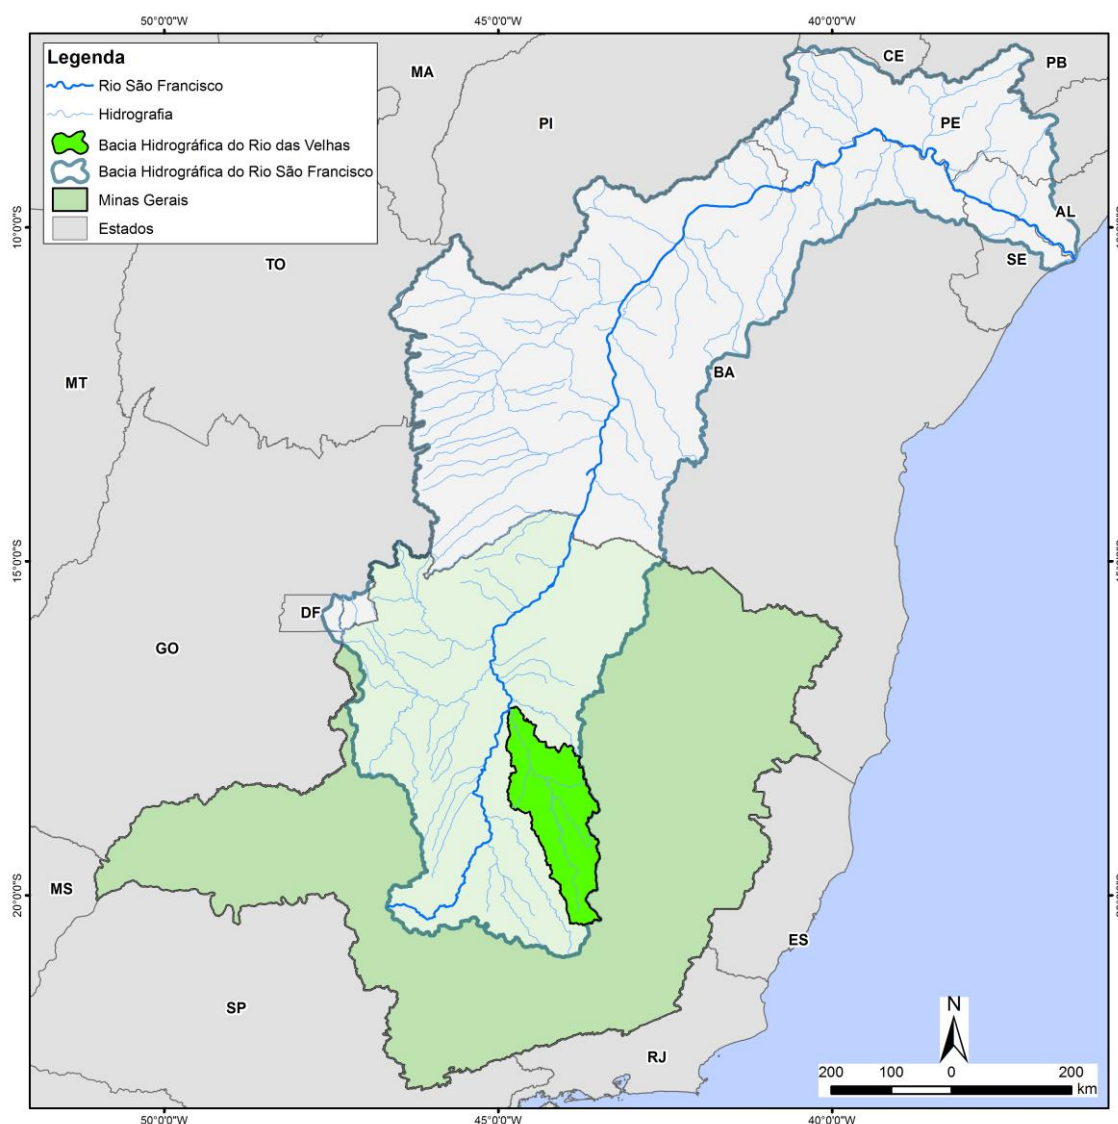 50°0'0"W 45°0'0"W 40°0'0"W
Legenda
Rio São Francisco
Hidrografia
Bacia Hidrográfica do Rio das Velhas
Bacia Hidrográfica do Rio São Francisco
Minas Gerais
Estados
MA
PI
CE
PB
PE
AL
SE
10°0'0"S
TO
MT
BA
15°0'0"S
DF
GO
20°0'0"S
MS
ES
SP
RJ
N
200 100 0 200
km
50°0'0"W 45°0'0"W 40°0'0"W